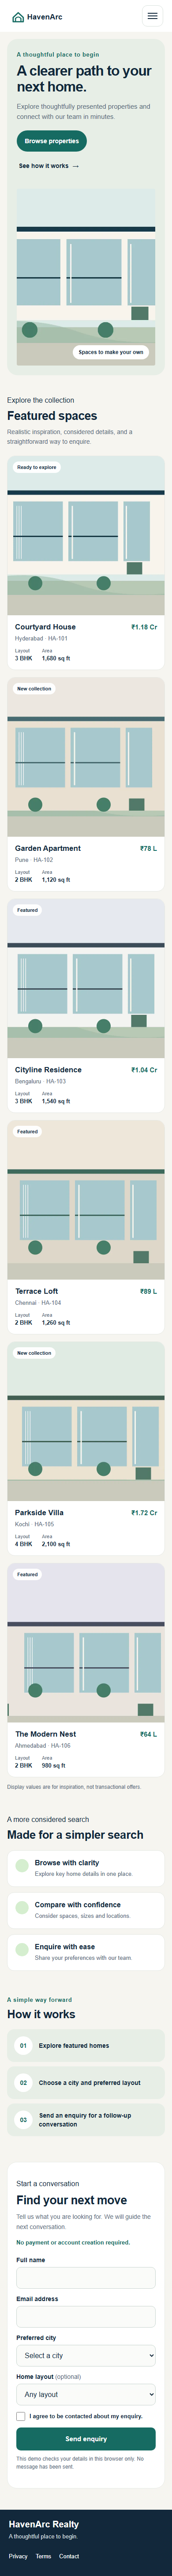 HavenArc
A thoughtful place to begin
A clearer path to your
next home.
Explore thoughtfully presented properties and
connect with our team in minutes.
Browse properties
See how it works →
Spaces to make your own
Explore the collection
Featured spaces
Realistic inspiration, considered details, and a
straightforward way to enquire.
Ready to explore
Courtyard House ₹1.18 Cr
Hyderabad · HA-101
Layout Area
3 BHK 1,680 sq ft
New collection
Garden Apartment ₹78 L
Pune · HA-102
Layout Area
2 BHK 1,120 sq ft
Featured
Cityline Residence ₹1.04 Cr
Bengaluru · HA-103
Layout Area
3 BHK 1,540 sq ft
Featured
Terrace Loft ₹89 L
Chennai · HA-104
Layout Area
2 BHK 1,260 sq ft
New collection
Parkside Villa ₹1.72 Cr
Kochi · HA-105
Layout Area
4 BHK 2,100 sq ft
Featured
The Modern Nest ₹64 L
Ahmedabad · HA-106
Layout Area
2 BHK 980 sq ft
Display values are for inspiration, not transactional offers.
A more considered search
Made for a simpler search
Browse with clarity
Explore key home details in one place.
Compare with confidence
Consider spaces, sizes and locations.
Enquire with ease
Share your preferences with our team.
A simple way forward
How it works
01 Explore featured homes
02 Choose a city and preferred layout
03 Send an enquiry for a follow-up
conversation
Start a conversation
Find your next move
Tell us what you are looking for. We will guide the
next conversation.
No payment or account creation required.
Full name
Email address
Preferred city
Select a city
Home layout (optional)
Any layout
I agree to be contacted about my enquiry.
Send enquiry
This demo checks your details in this browser only. No
message has been sent.
HavenArc Realty
A thoughtful place to begin.
Privacy Terms Contact